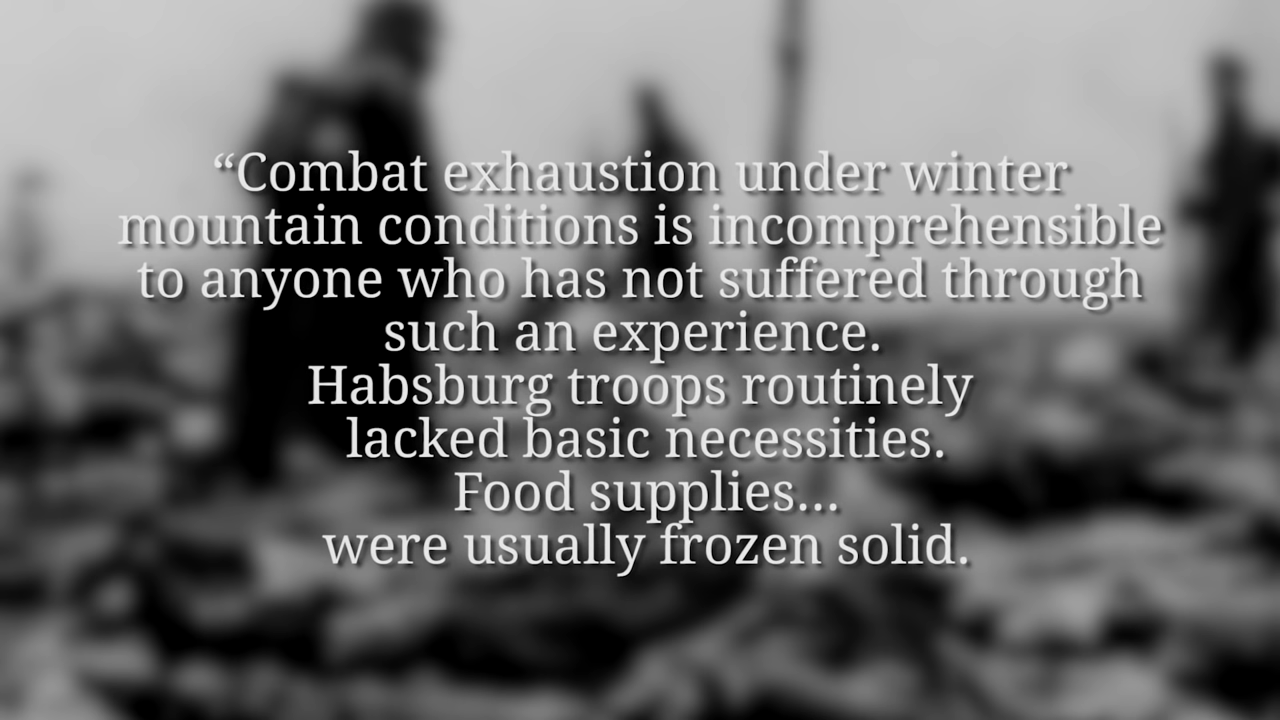 “Combat exhaustion under winter
mountain conditions is incomprehensible
to anyone who has not suffered through
such an experience.
Habsburg troops routinely
lacked basic necessities.
Food supplies...
were usually frozen solid.